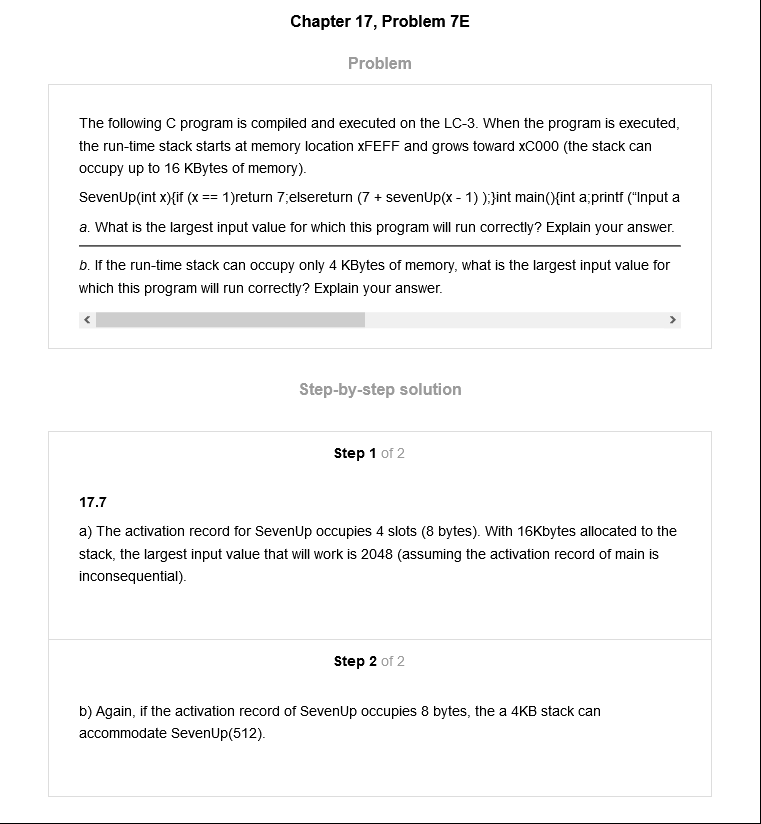 Chapter 17, Problem 7E
Problem
The following C program is compiled and executed on the LC-3. When the program is executed,
the run-time stack starts at memory location xFEFF and grows toward xC000 (the stack can
occupy up to 16 KBytes of memory).
SevenUp(int x){if (x == 1)return 7;elsereturn (7 + sevenUp(x - 1) );}int main(){int a;printf (“Input a
a. What is the largest input value for which this program will run correctly? Explain your answer.
b. If the run-time stack can occupy only 4 KBytes of memory, what is the largest input value for
which this program will run correctly? Explain your answer.
Step-by-step solution
Step 1 of 2
17.7
a) The activation record for SevenUp occupies 4 slots (8 bytes). With 16Kbytes allocated to the
stack, the largest input value that will work is 2048 (assuming the activation record of main is
inconsequential).
Step 2 of 2
b) Again, if the activation record of SevenUp occupies 8 bytes, the a 4KB stack can
accommodate SevenUp(512).